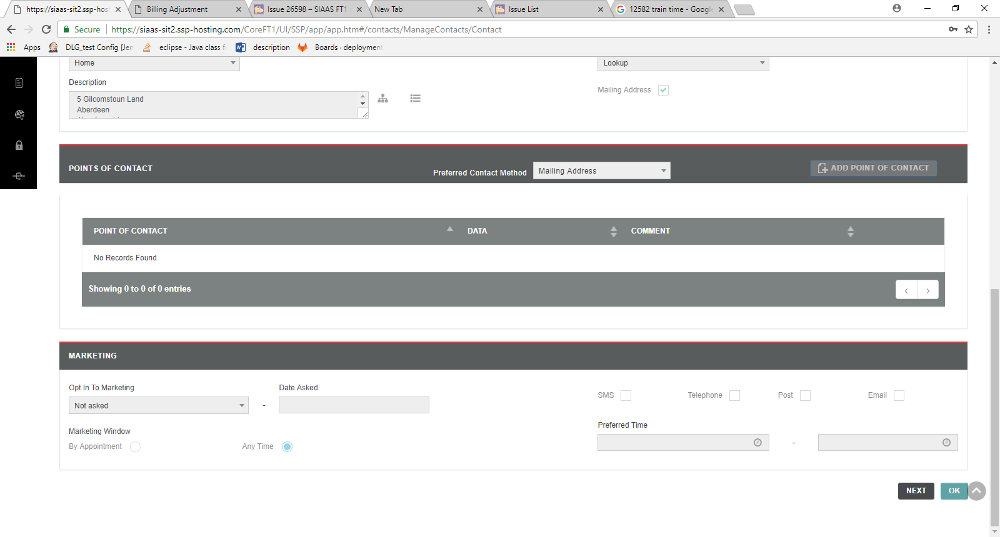 https://siaas-sit2.ssp-hos
Billing Adjustment
Issue 26598 – SIAAS FT1
New Tab
Issue List
12582 train time - Google
Secure
https://siaas-sit2.ssp-hosting.com/CoreFT1/UI/SSP/app/app.htm#/contacts/ManageContacts/Contact
Apps
DLG_test Config [Jen
eclipse - Java class fi
description
Boards · deployment
Home
Lookup
Description
Mailing Address
5 Gilcomstoun Land
Aberdeen
POINTS OF CONTACT
Preferred Contact Method
Mailing Address
ADD POINT OF CONTACT
POINT OF CONTACT
DATA
COMMENT
No Records Found
Showing 0 to 0 of 0 entries
‹
›
MARKETING
Opt In To Marketing
Date Asked
SMS
Telephone
Post
Email
Not asked
-
Marketing Window
Preferred Time
By Appointment
Any Time
-
NEXT
OK